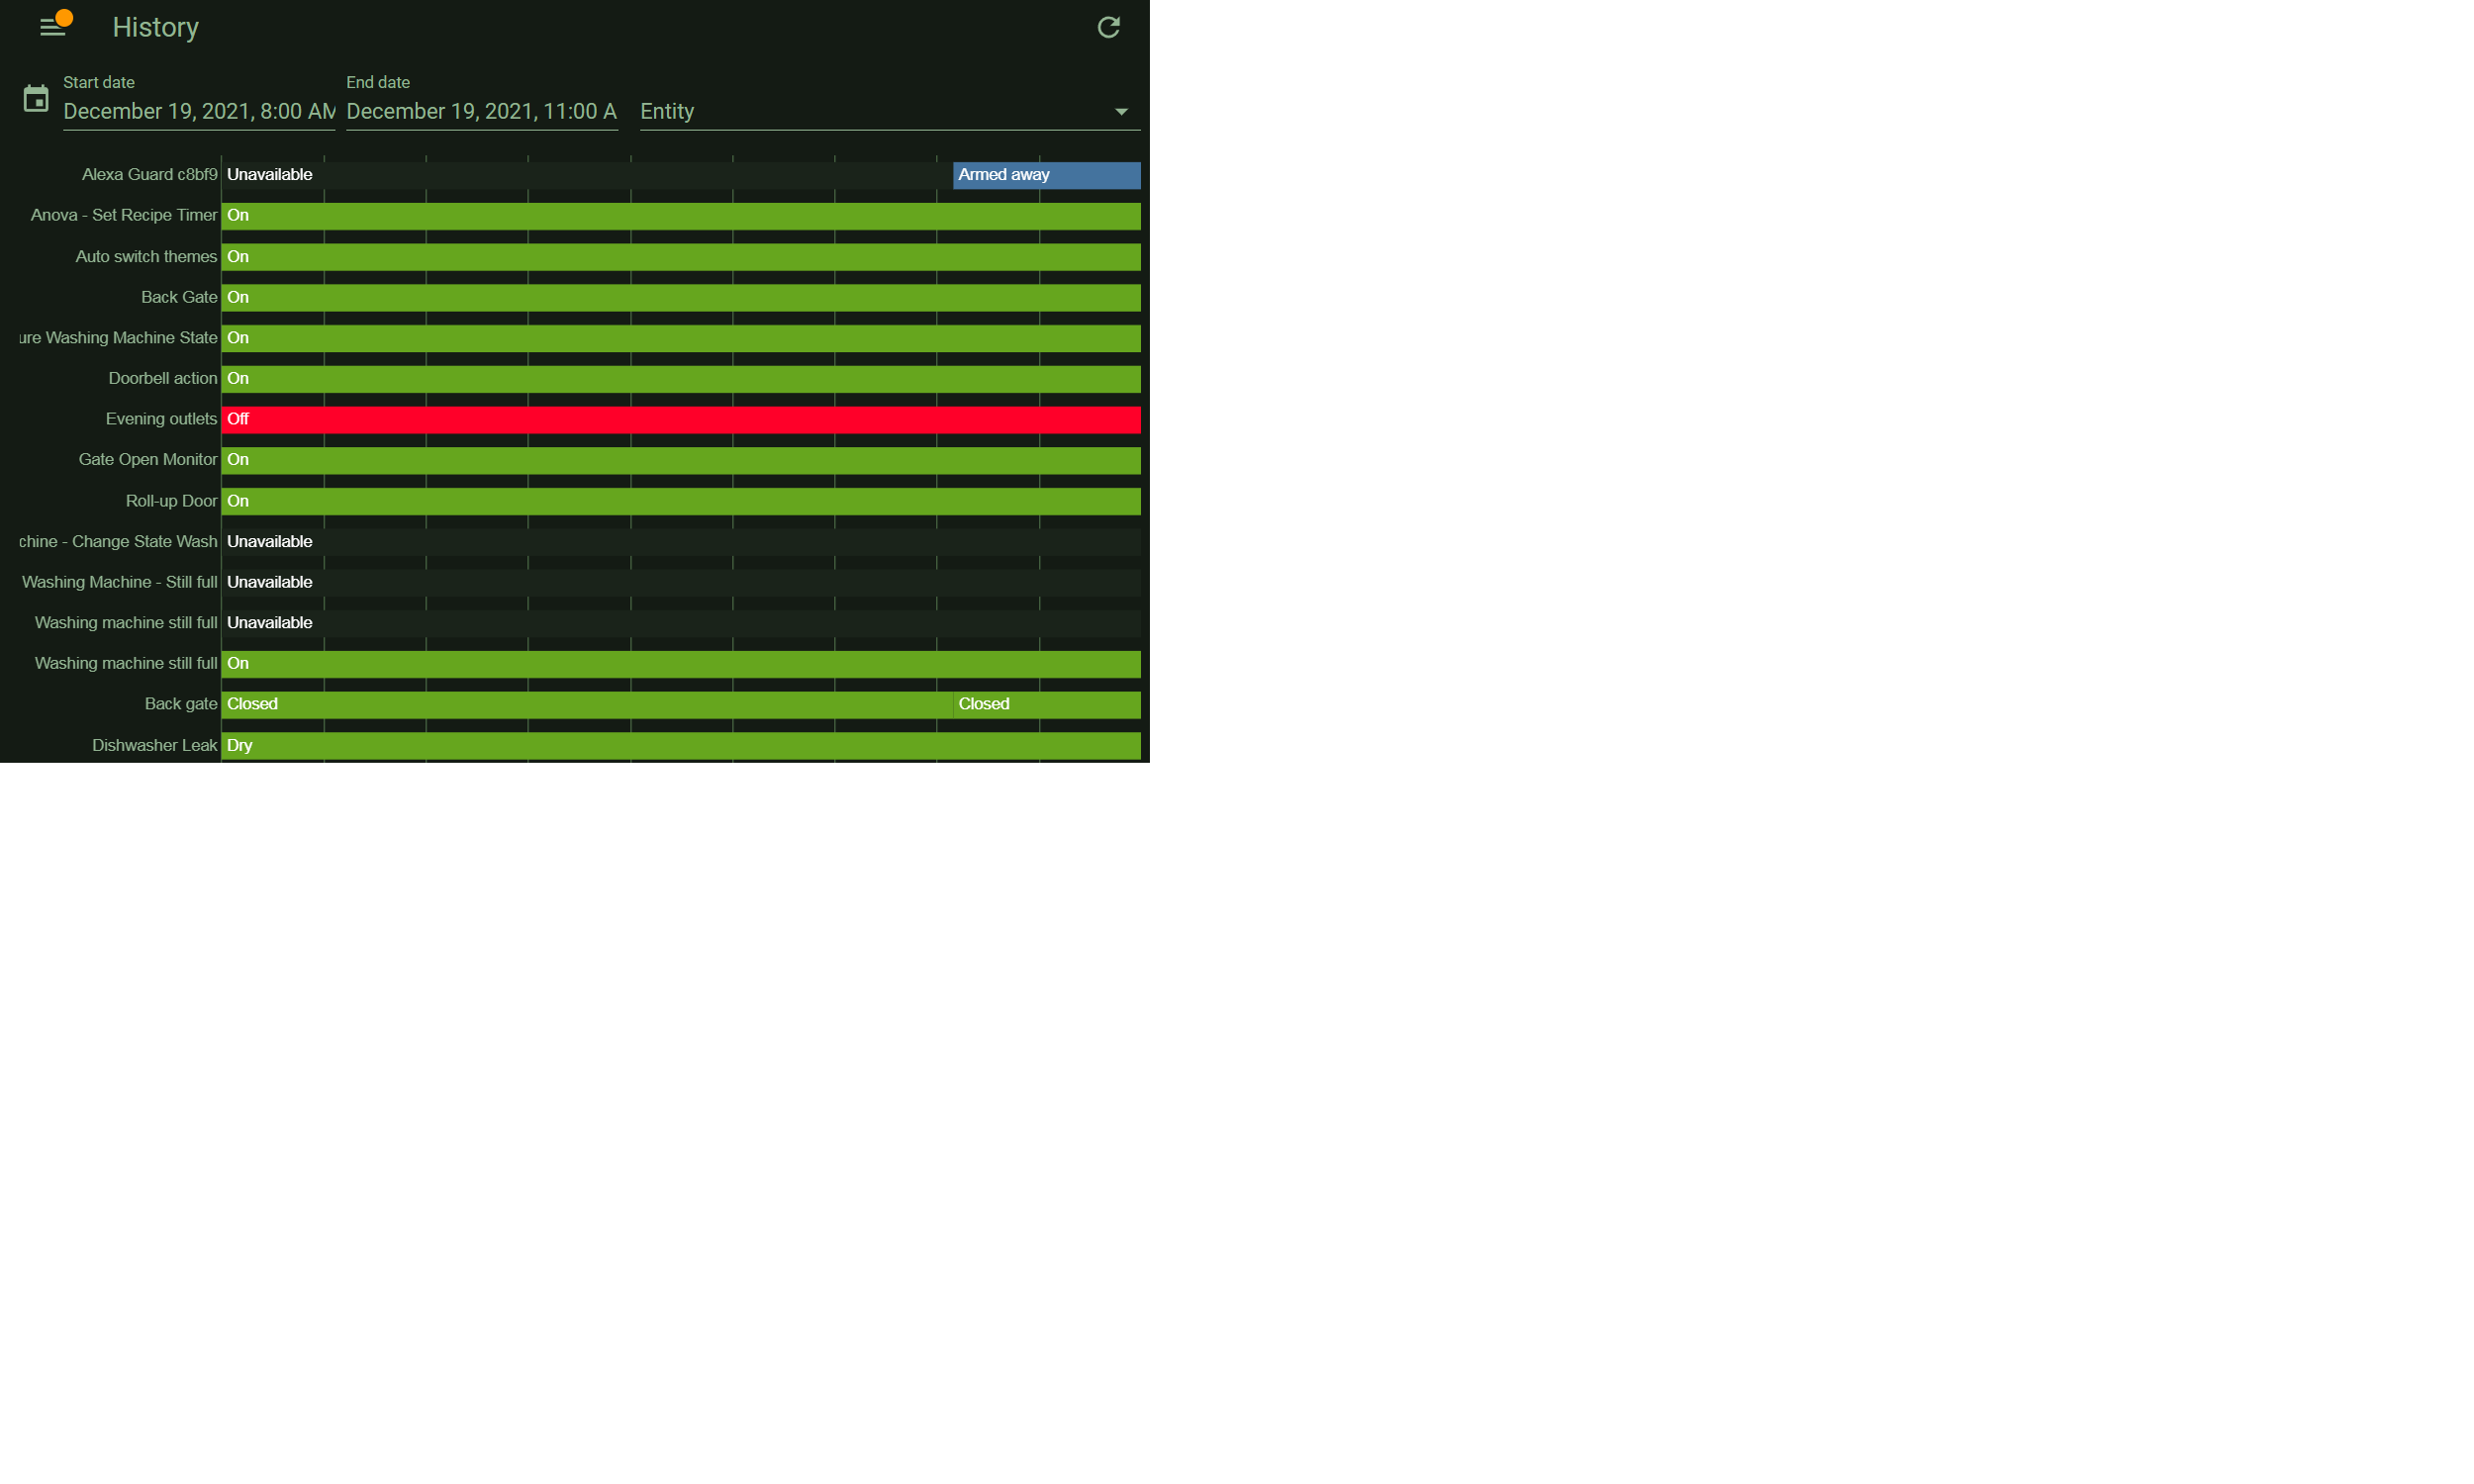 History
Start date
December 19, 2021, 8:00 AM
End date
December 19, 2021, 11:00 A
Entity
Alexa Guard c8bf9 Unavailable Armed away
Anova - Set Recipe Timer On
Auto switch themes On
Back Gate On
ure Washing Machine State On
Doorbell action On
Evening outlets Off
Gate Open Monitor On
Roll-up Door On
chine - Change State Wash Unavailable
Washing Machine - Still full Unavailable
Washing machine still full Unavailable
Washing machine still full On
Back gate Closed Closed
Dishwasher Leak Dry